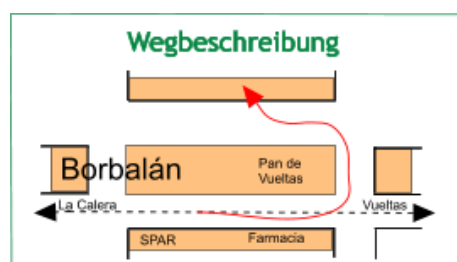 Wegbeschreibung
Borbalán
Pan de
Vueltas
La Calera
Vueltas
SPAR
Farmacia